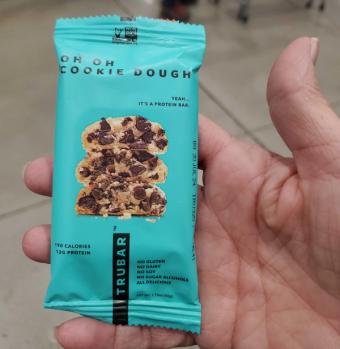 OH OH
COOKIE DOUGH
YEAH...
IT'S A PROTEIN BAR.
190 CALORIES
12G PROTEIN
TRUBAR
NO GLUTEN
NO DAIRY
NO SOY
NO SUGAR ALCOHOLS
ALL DELICIOUS